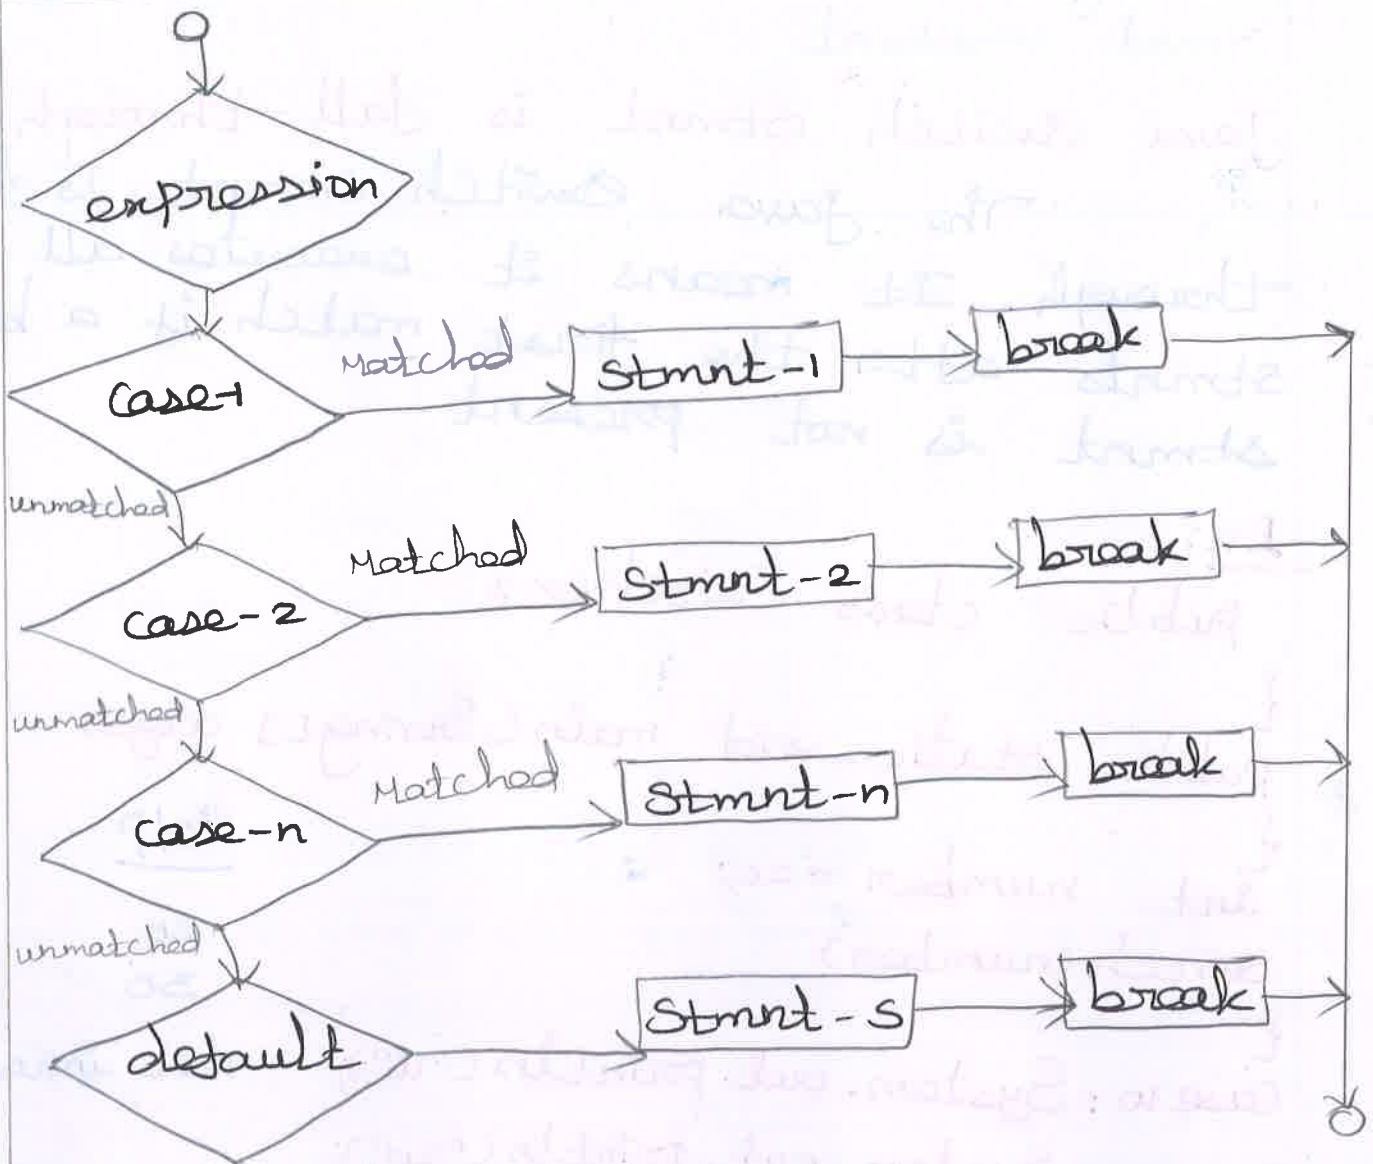 expression
case-1 Matched Stmnt-1 break
unmatched
case-2 Matched Stmnt-2 break
unmatched
case-n Matched Stmnt-n break
unmatched
default Stmnt-s break